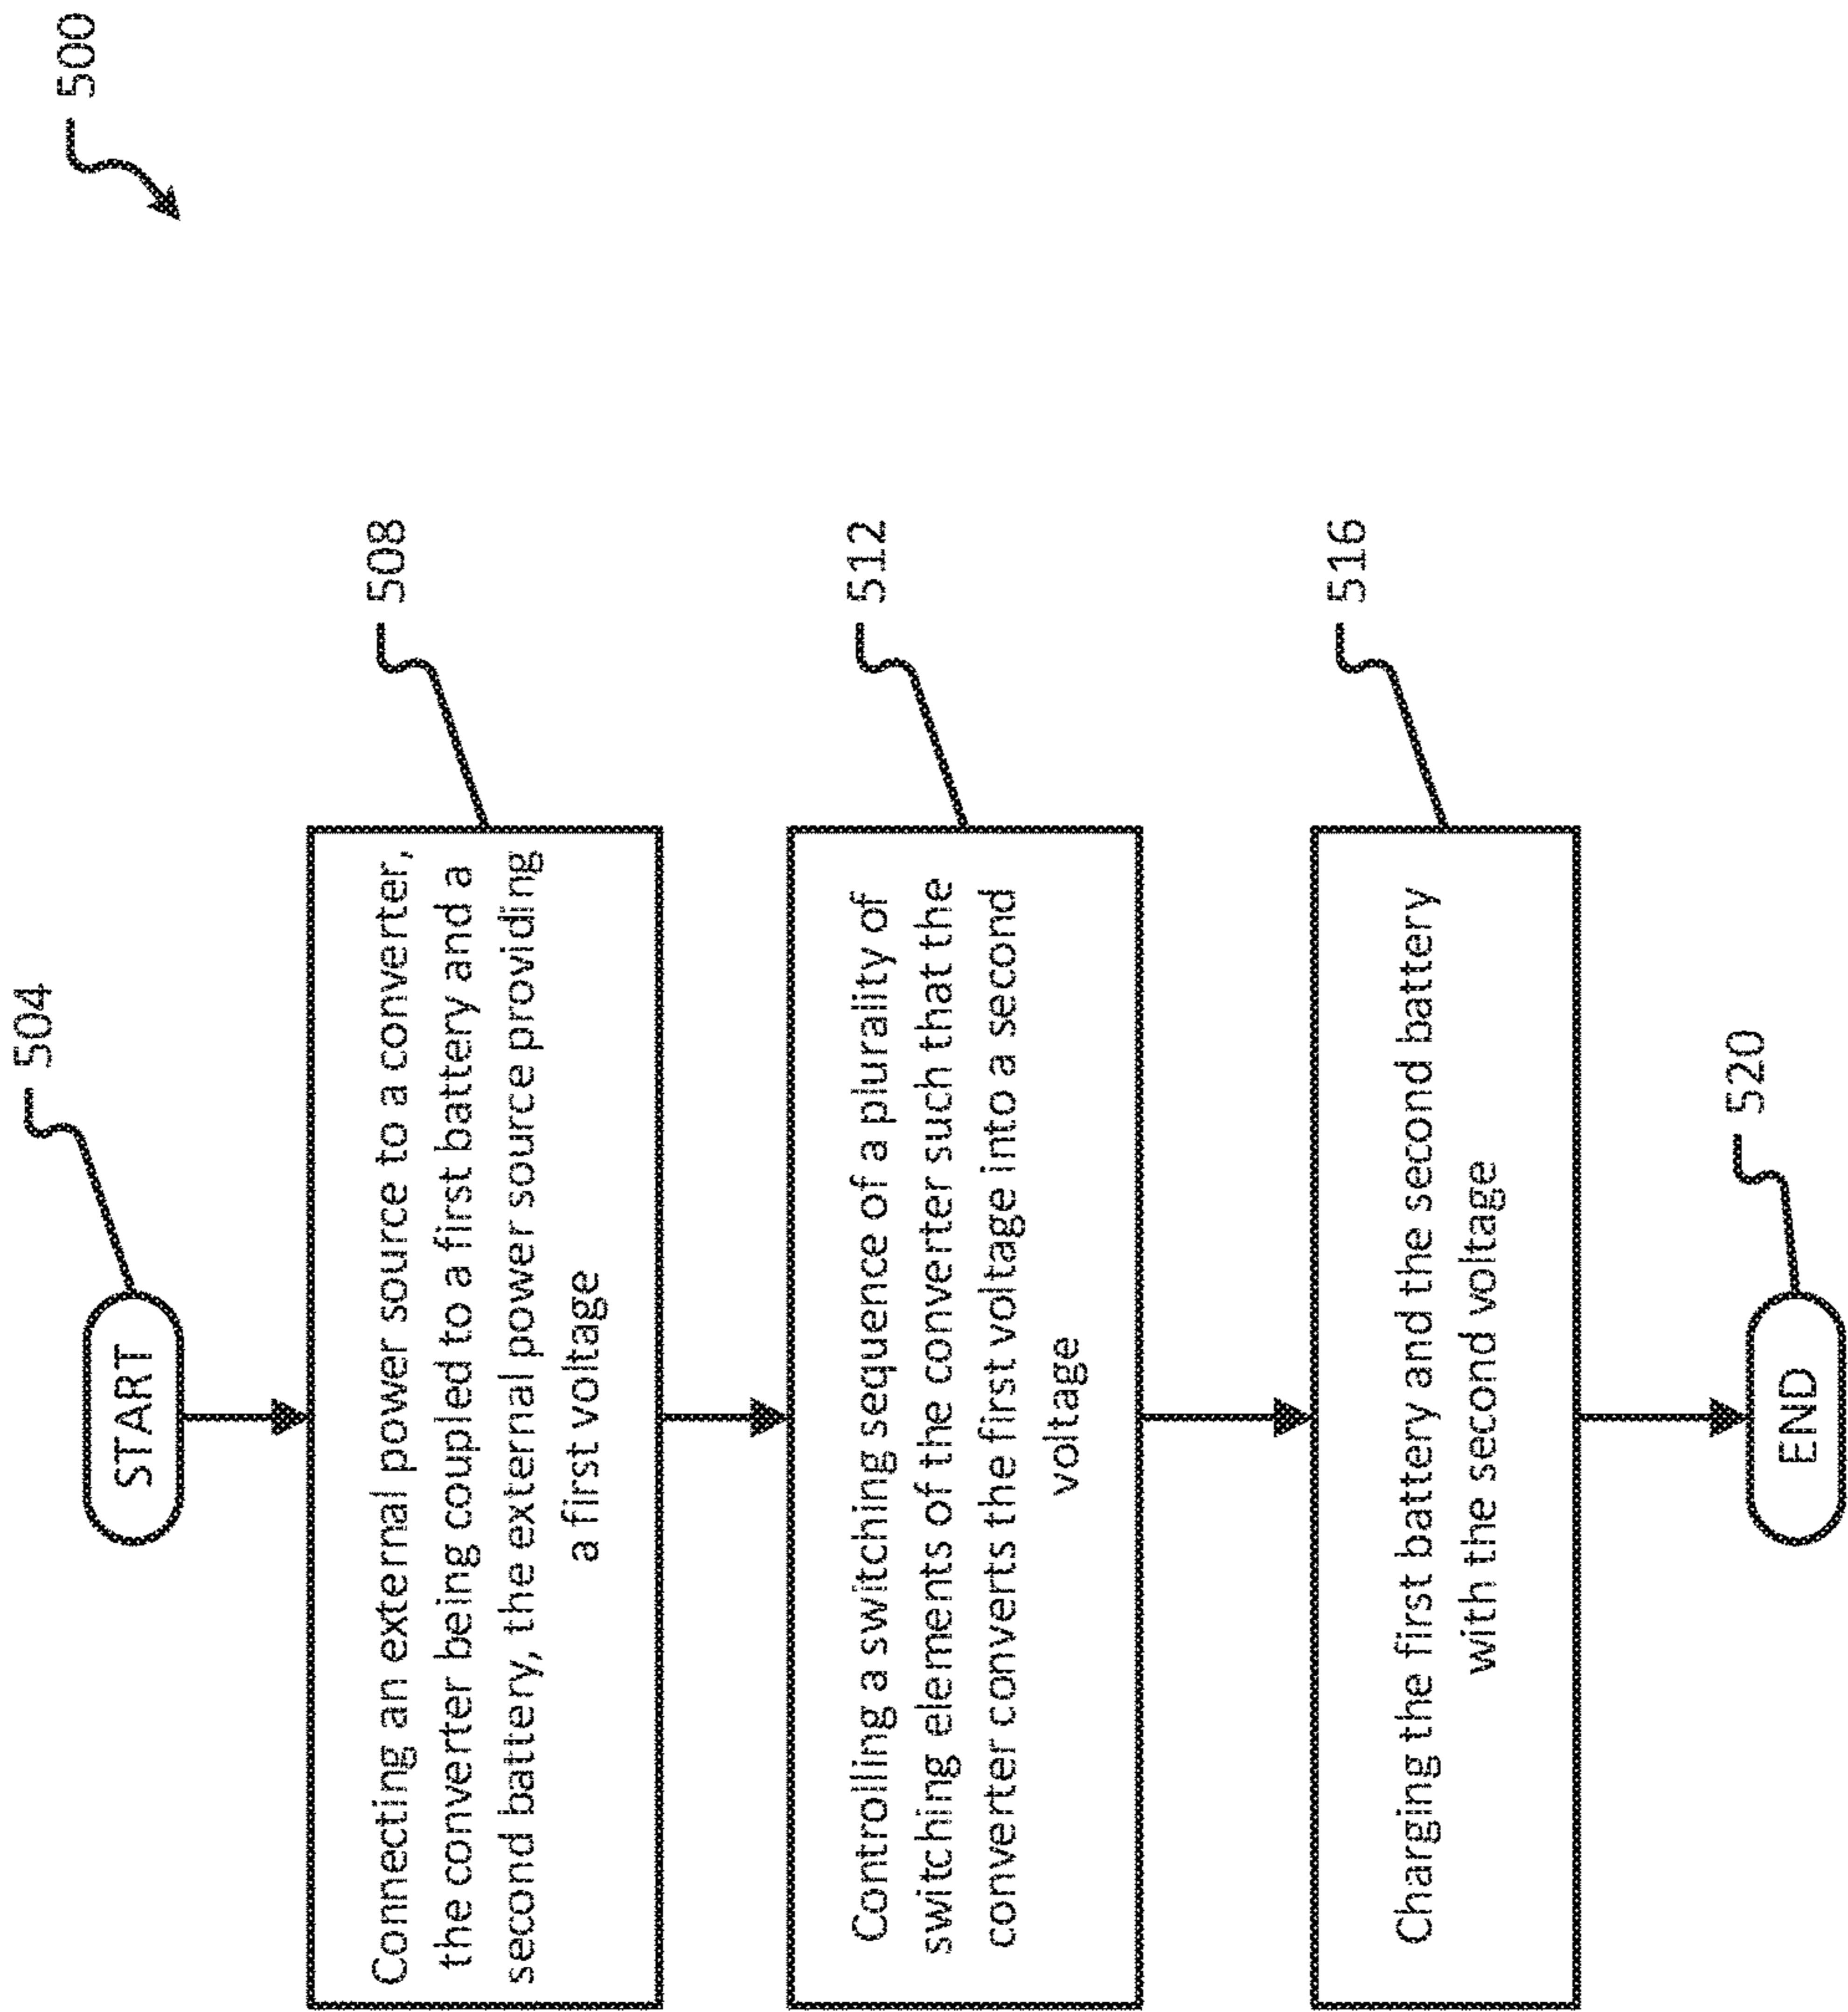 500
504
START
Connecting an external power source to a converter,
the converter being coupled to a first battery and a
second battery, the external power source providing
a first voltage
508
Controlling a switching sequence of a plurality of
switching elements of the converter such that the
converter converts the first voltage into a second
voltage
512
Charging the first battery and the second battery
with the second voltage
516
END
520